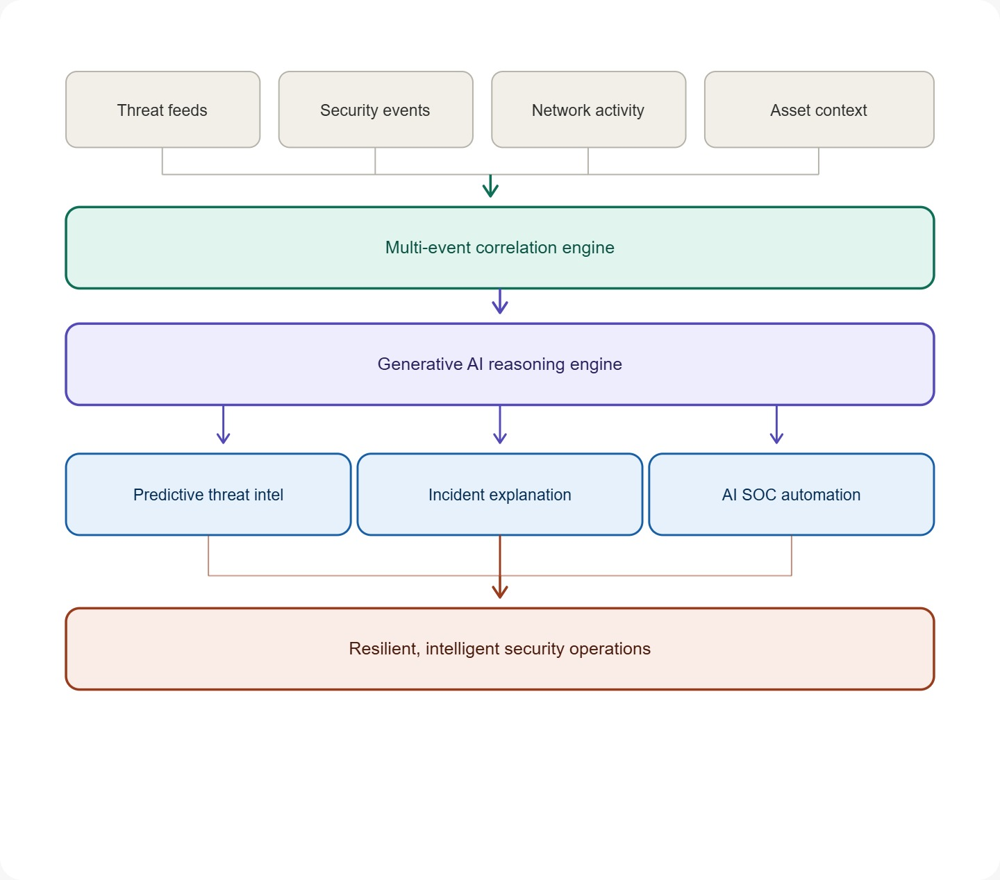 Threat feeds
Security events
Network activity
Asset context
Multi-event correlation engine
Generative AI reasoning engine
Predictive threat intel
Incident explanation
AI SOC automation
Resilient, intelligent security operations